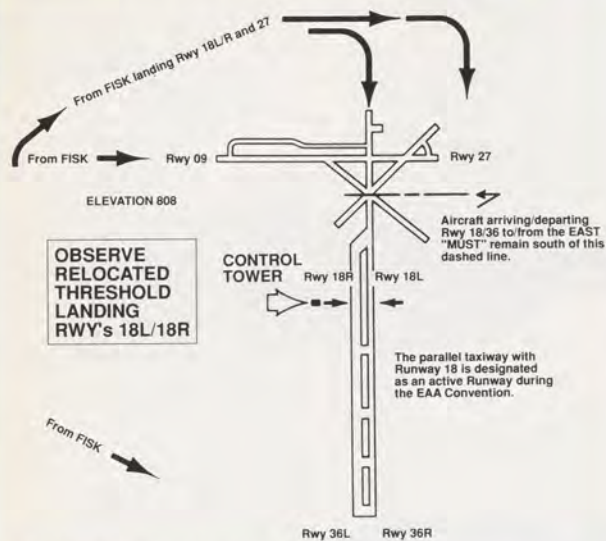 From FISK landing Rwy 18L/R and 27
From FISK
Rwy 09
Rwy 27
ELEVATION 808
Aircraft arriving/departing
Rwy 18/36 to/from the EAST
"MUST" remain south of this
dashed line.
OBSERVE
RELOCATED
THRESHOLD
LANDING
RWY's 18L/18R
CONTROL
TOWER
Rwy 18R
Rwy 18L
The parallel taxiway with
Runway 18 is designated
as an active Runway during
the EAA Convention.
From FISK
Rwy 36L
Rwy 36R